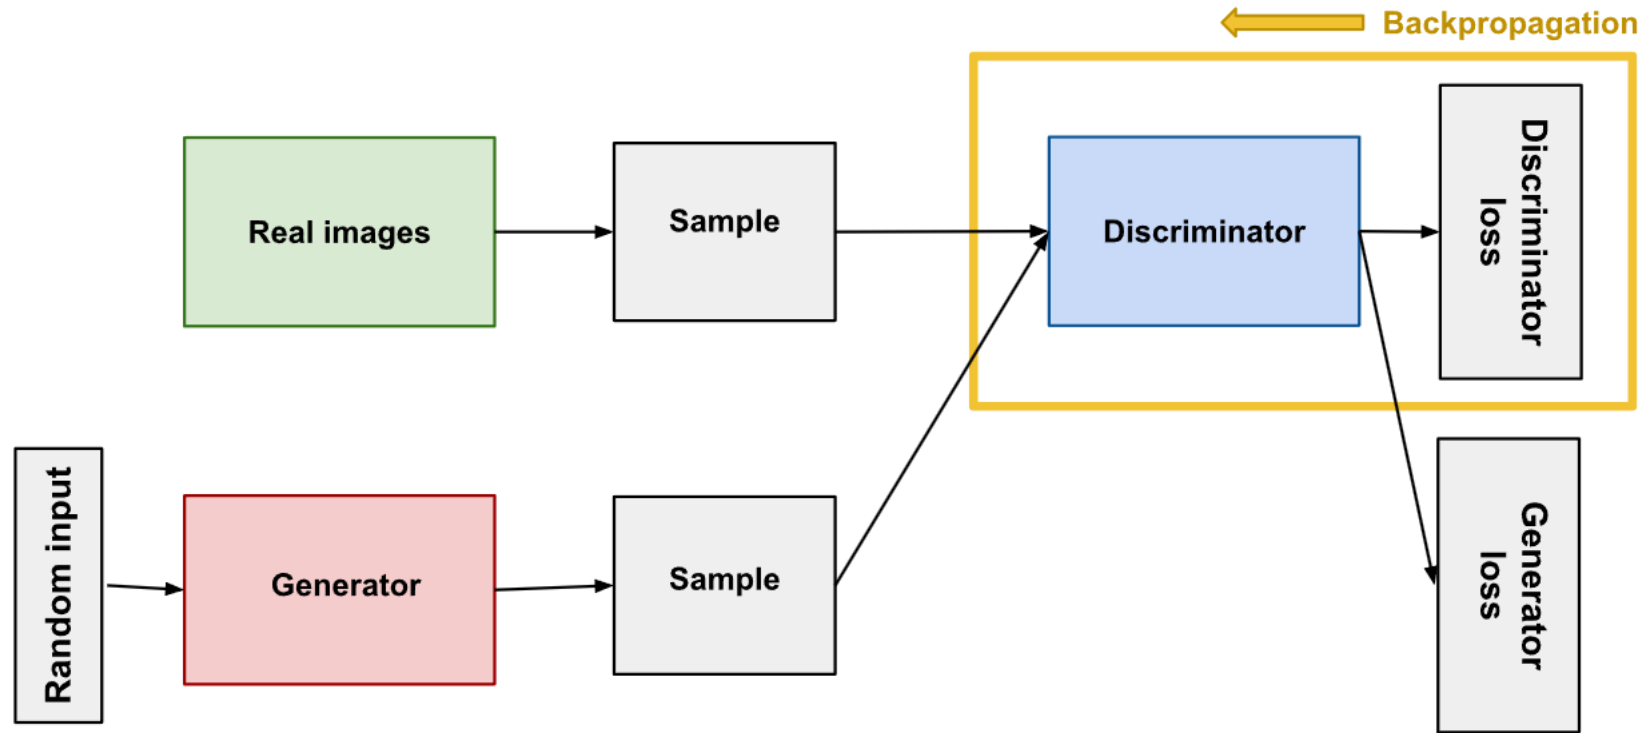 Backpropagation
Real images
Sample
Discriminator
Discriminator
loss
Random input
Generator
Sample
Generator
loss